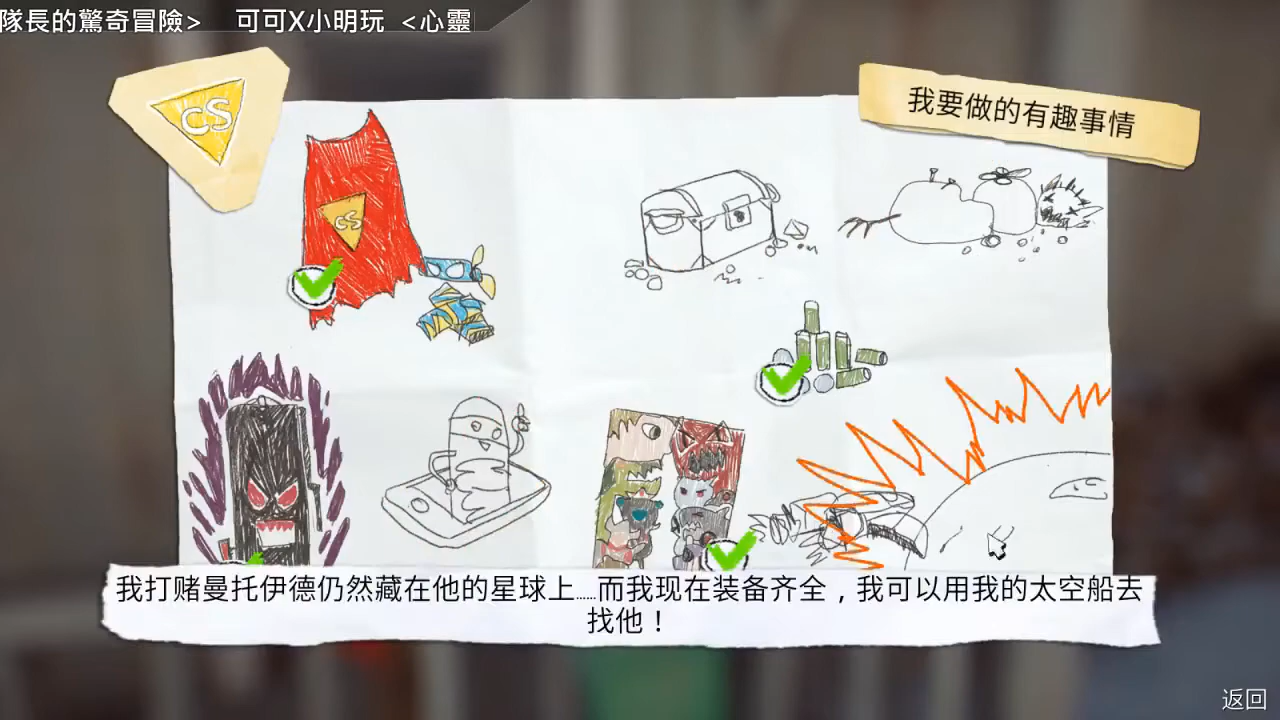 隊長的驚奇冒險> 可可X小明玩 <心靈
CS
我要做的有趣事情
CS
我打赌曼托伊德仍然藏在他的星球上……而我现在装备齐全，我可以用我的太空船去
找他！
返回